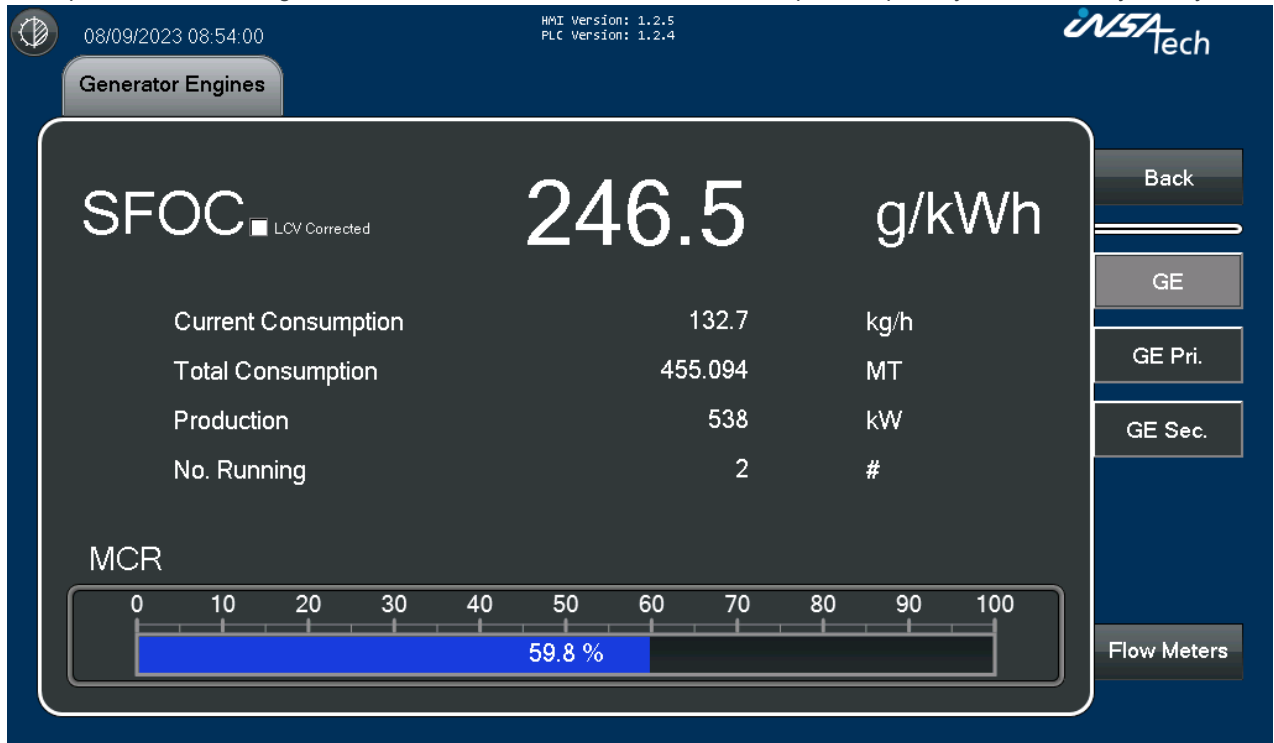 HMI Version: 1.2.5
08/09/2023 08:54:00
PLC Version: 1.2.4
iNSA Tech
Generator Engines
Back
SFOC LCV Corrected 246.5 g/kWh
GE
Current Consumption 132.7 kg/h
GE Pri.
Total Consumption 455.094 MT
Production 538 kW
GE Sec.
No. Running 2 #
MCR
0 10 20 30 40 50 60 70 80 90 100
59.8 %
Flow Meters